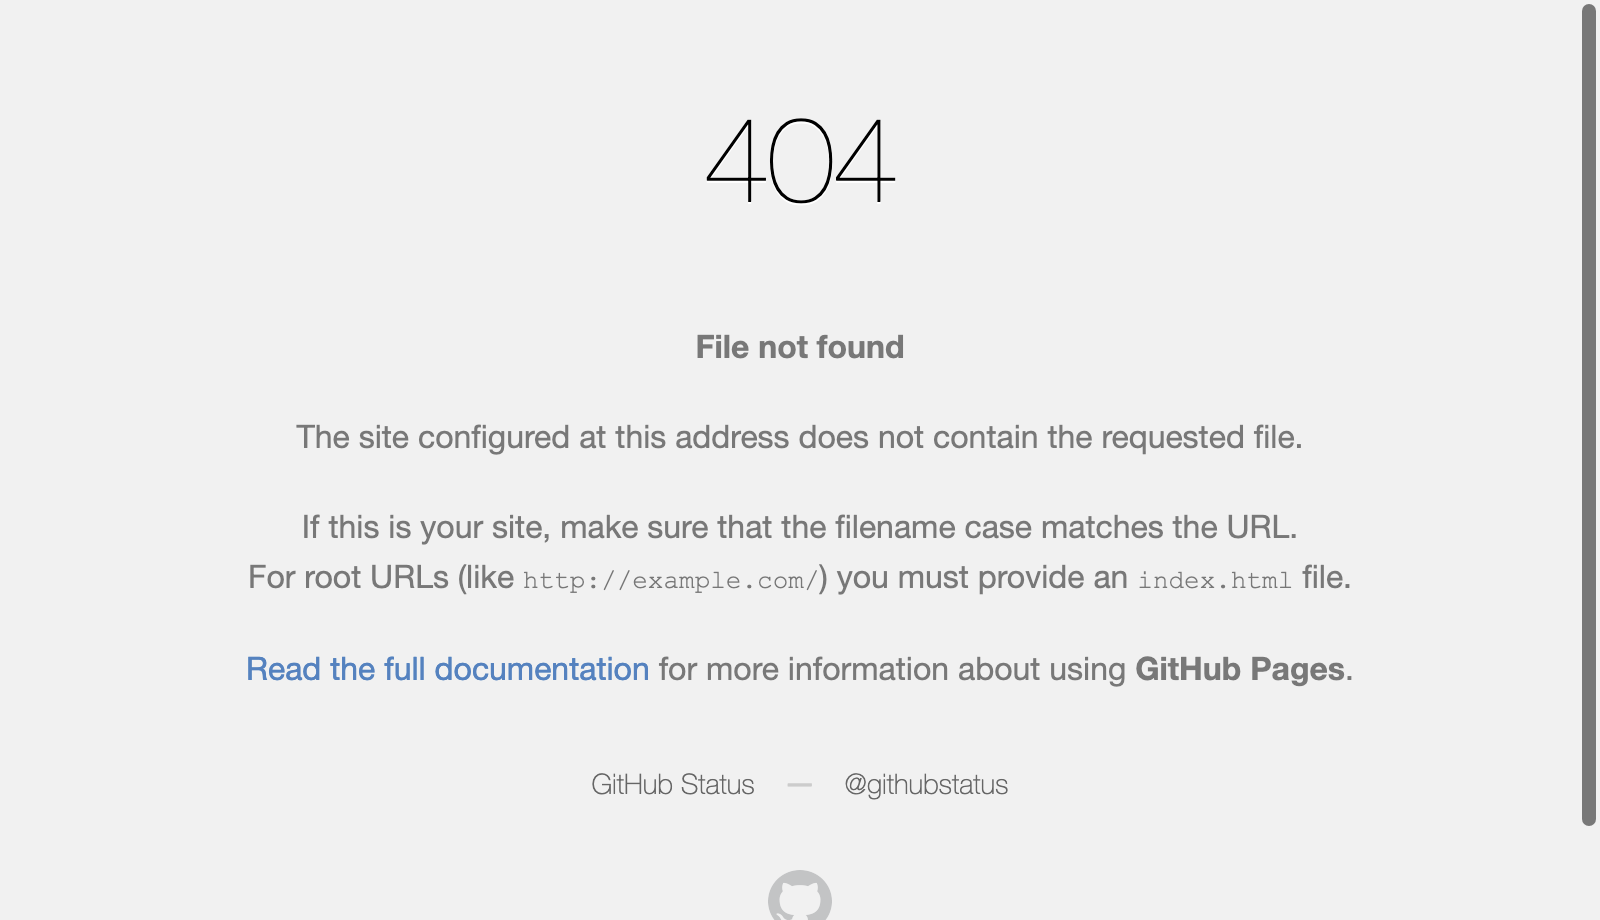 404
File not found
The site configured at this address does not contain the requested file.
If this is your site, make sure that the filename case matches the URL.
For root URLs (like http://example.com/) you must provide an index.html file.
Read the full documentation for more information about using GitHub Pages.
GitHub Status — @githubstatus